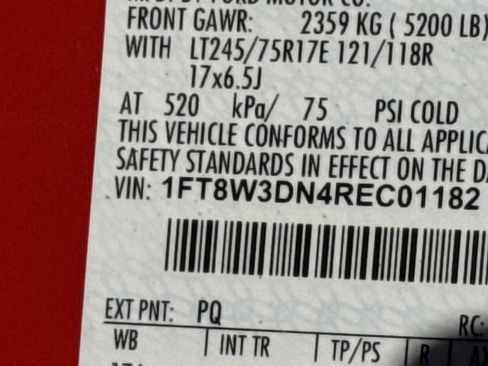 FRONT GAWR: 2359 KG ( 5200 LB)
WITH LT245/75R17E 121/118R
17x6.5J
AT 520 kPa/ 75 PSI COLD
THIS VEHICLE CONFORMS TO ALL APPLIC
SAFETY STANDARDS IN EFFECT ON THE D
VIN: 1FT8W3DN4REC01182
EXT PNT: PQ RC:
WB INT TR TP/PS R AX